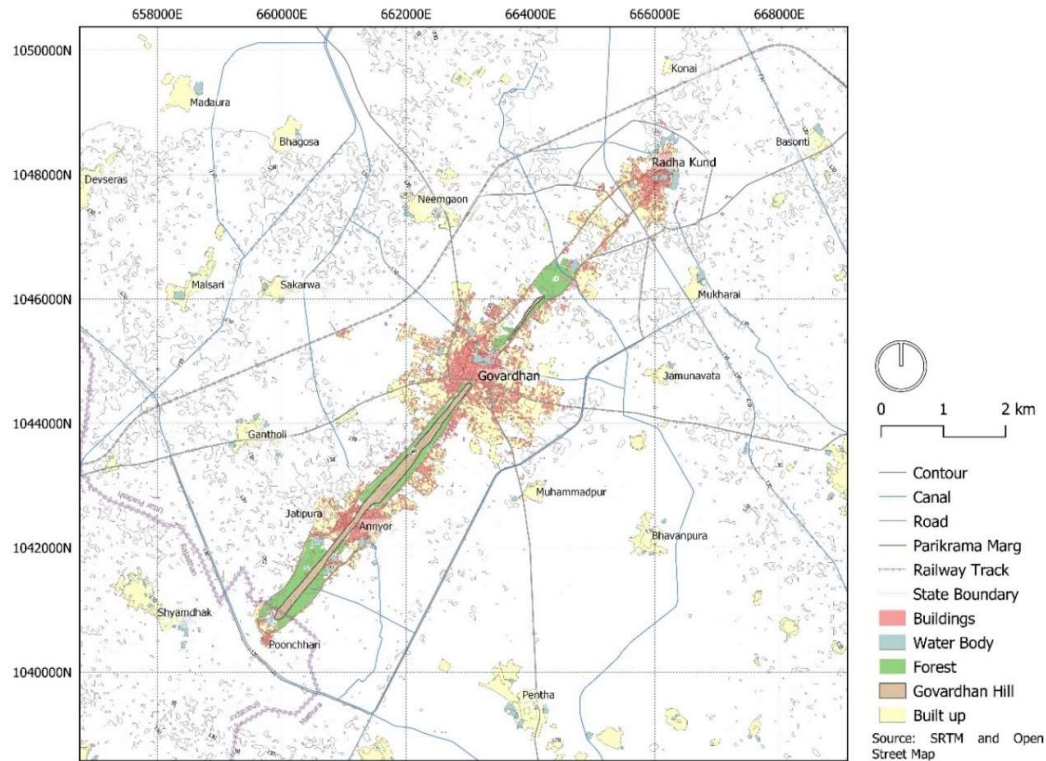 658000E 660000E 662000E 664000E 666000E 668000E
1050000N
Konai
Madaura
Bhagosa
Basonti
Radha Kund
1048000N
Devseras
Neemgaon
Malsari
Sakarwa
Mukharai
1046000N
Govardhan
Jamunavata
1044000N
Gantholi
Muhammadpur
Jatipura
Annyor
Bhavanpura
1042000N
Shyamdhak
Poonchhari
1040000N
Pentha
0 1 2 km
Contour
Canal
Road
Parikrama Marg
Railway Track
State Boundary
Buildings
Water Body
Forest
Govardhan Hill
Built up
Source: SRTM and Open
Street Map